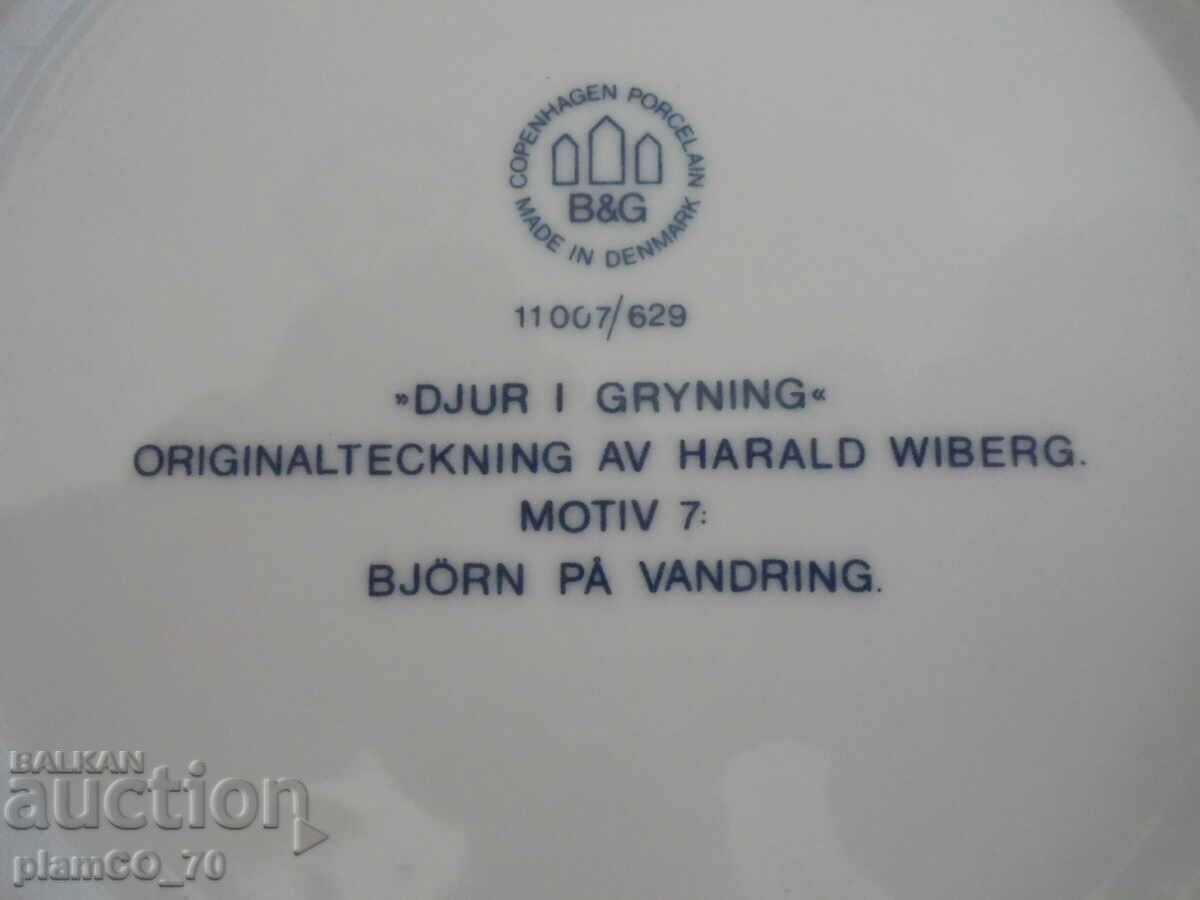 COPENHAGEN PORCELAIN
B&G
MADE IN DENMARK
11007/629
»DJUR I GRYNING«
ORIGINALTECKNING AV HARALD WIBERG.
MOTIV 7:
BJÖRN PÅ VANDRING.
BALKAN
auction
plamCO_70